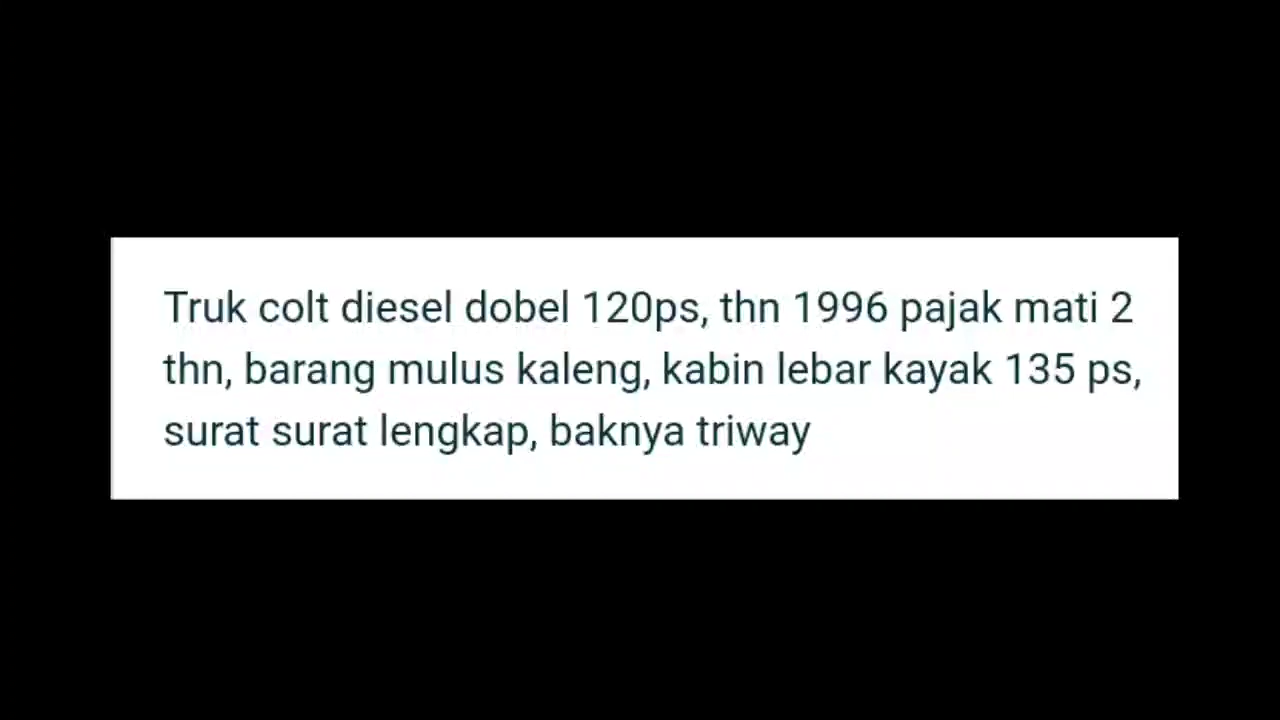 Truk colt diesel dobel 120ps, thn 1996 pajak mati 2
thn, barang mulus kaleng, kabin lebar kayak 135 ps,
surat surat lengkap, baknya triway